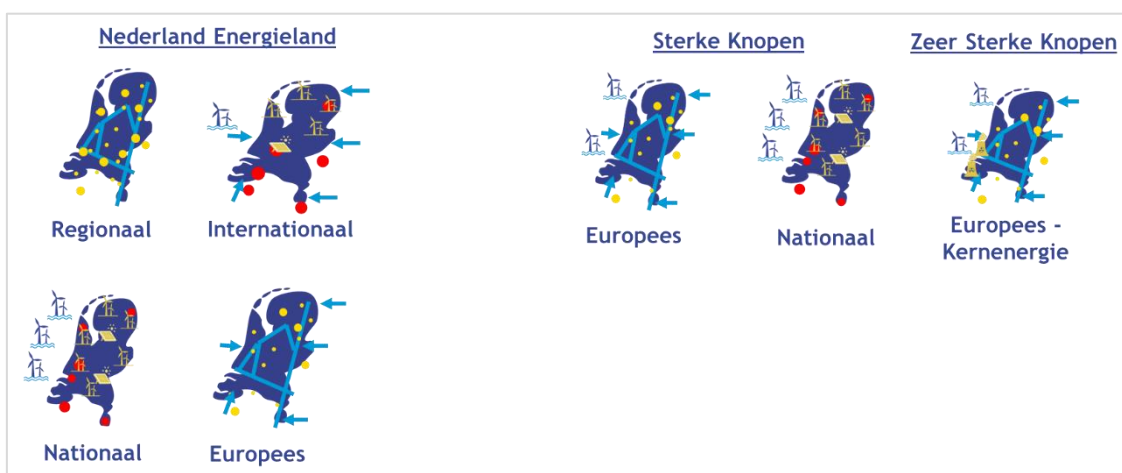 Nederland Energieland
Sterke Knopen
Zeer Sterke Knopen
Regionaal
Internationaal
Europees
Nationaal
Europees -
Kernenergie
Nationaal
Europees